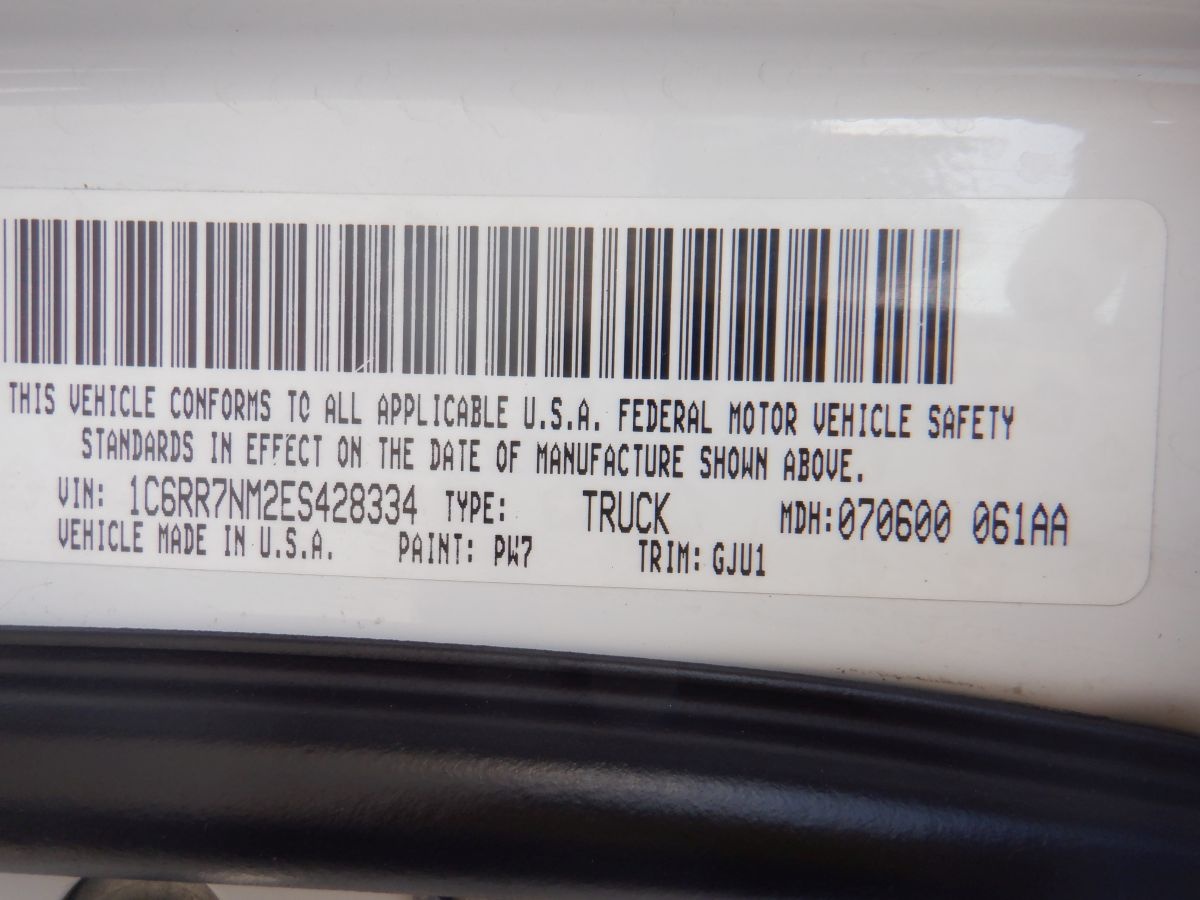 THIS VEHICLE CONFORMS TO ALL APPLICABLE U.S.A. FEDERAL MOTOR VEHICLE SAFETY
STANDARDS IN EFFECT ON THE DATE OF MANUFACTURE SHOWN ABOVE.
VIN: 1C6RR7NM2ES428334 TYPE: TRUCK MDH:070600 061AA
VEHICLE MADE IN U.S.A. PAINT: PW7 TRIM: GJU1